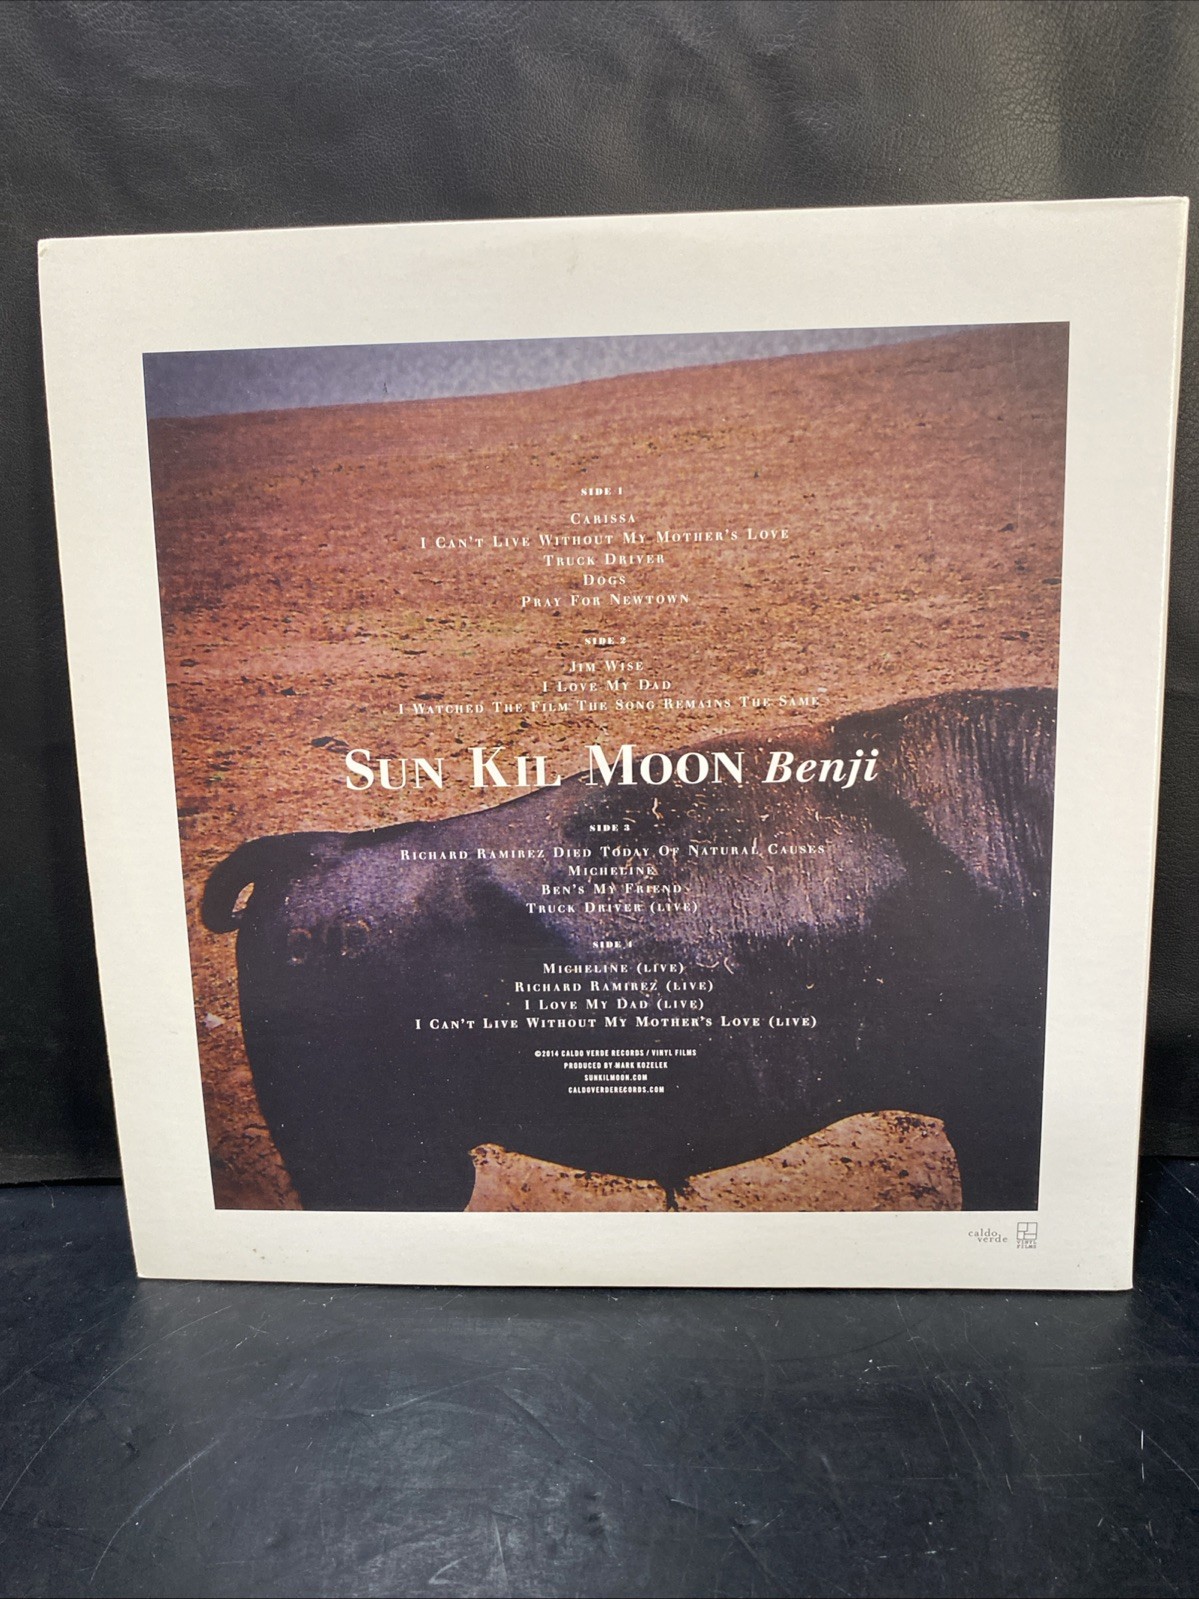 SIDE 1
CARISSA
I CAN'T LIVE WITHOUT MY MOTHER'S LOVE
TRUCK DRIVER
DOGS
PRAY FOR NEWTOWN
SIDE 2
JIM WISE
I LOVE MY DAD
I WATCHED THE FILM THE SONG REMAINS THE SAME
SUN KIL MOON Benji
SIDE 3
RICHARD RAMIREZ DIED TODAY OF NATURAL CAUSES
MICHELINE
BEN'S MY FRIEND
TRUCK DRIVER (LIVE)
SIDE 4
MICHELINE (LIVE)
RICHARD RAMIREZ (LIVE)
I LOVE MY DAD (LIVE)
I CAN'T LIVE WITHOUT MY MOTHER'S LOVE (LIVE)
©2014 CALDO VERDE RECORDS / VINYL FILMS
PRODUCED BY MARK KOZELEK
SUNKILMOON.COM
CALDOVERDERECORDS.COM
caldo
verde
VINYL
FILMS